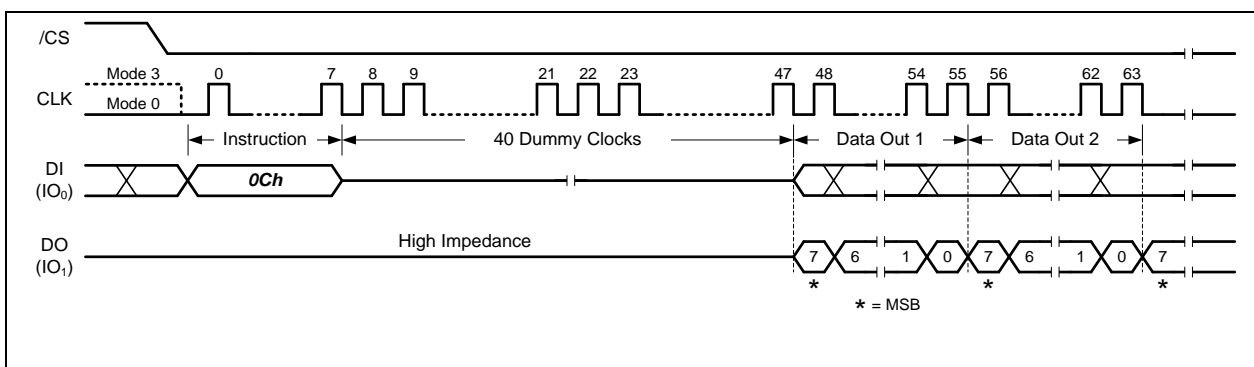 /CS
Mode 3 0 7 8 9 21 22 23 47 48 54 55 56 62 63
CLK Mode 0
Instruction 40 Dummy Clocks Data Out 1 Data Out 2
DI
(IO₀) 0Ch
High Impedance
DO
(IO₁) 7 6 1 0 7 6 1 0 7
* * *
* = MSB